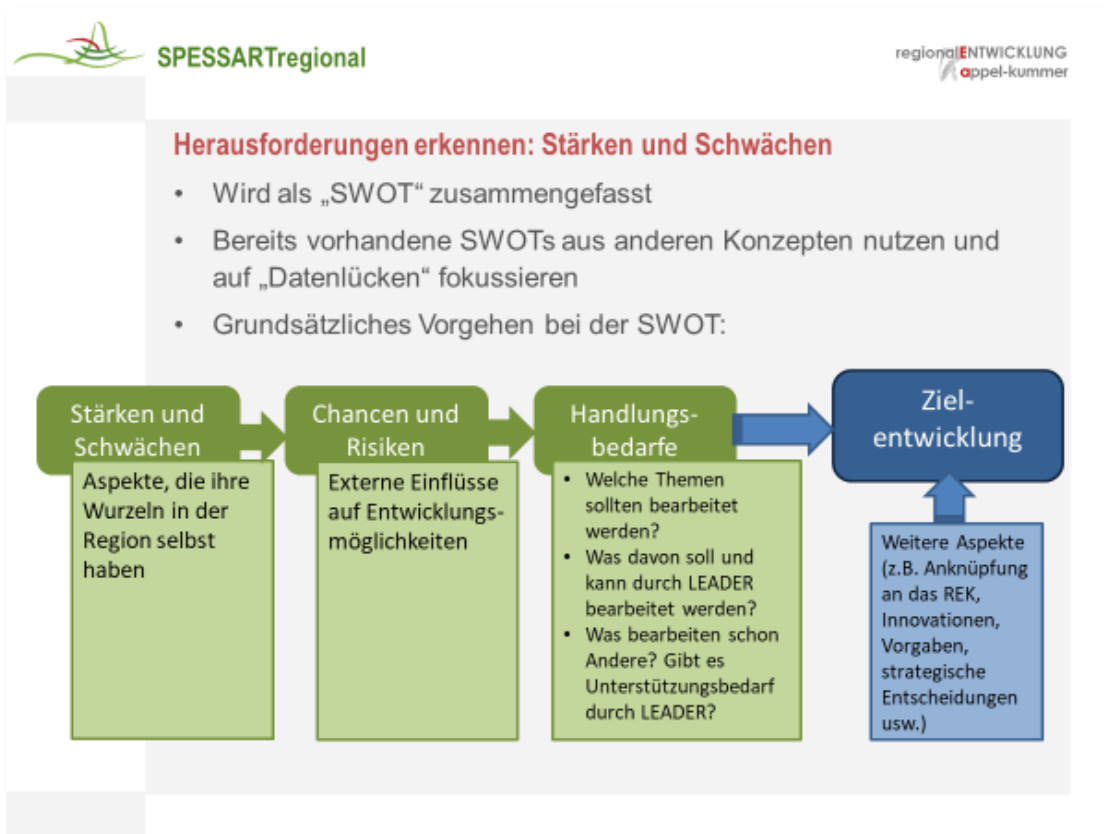 SPESSARTregional
regionalENTWICKLUNG
appel-kummer
Herausforderungen erkennen: Stärken und Schwächen
• Wird als „SWOT“ zusammengefasst
• Bereits vorhandene SWOTs aus anderen Konzepten nutzen und
auf „Datenlücken“ fokussieren
• Grundsätzliches Vorgehen bei der SWOT:
Stärken und
Schwächen
Aspekte, die ihre
Wurzeln in der
Region selbst
haben
Chancen und
Risiken
Externe Einflüsse
auf Entwicklungs-
möglichkeiten
Handlungs-
bedarfe
• Welche Themen
sollten bearbeitet
werden?
• Was davon soll und
kann durch LEADER
bearbeitet werden?
• Was bearbeiten schon
Andere? Gibt es
Unterstützungsbedarf
durch LEADER?
Ziel-
entwicklung
Weitere Aspekte
(z.B. Anknüpfung
an das REK,
Innovationen,
Vorgaben,
strategische
Entscheidungen
usw.)